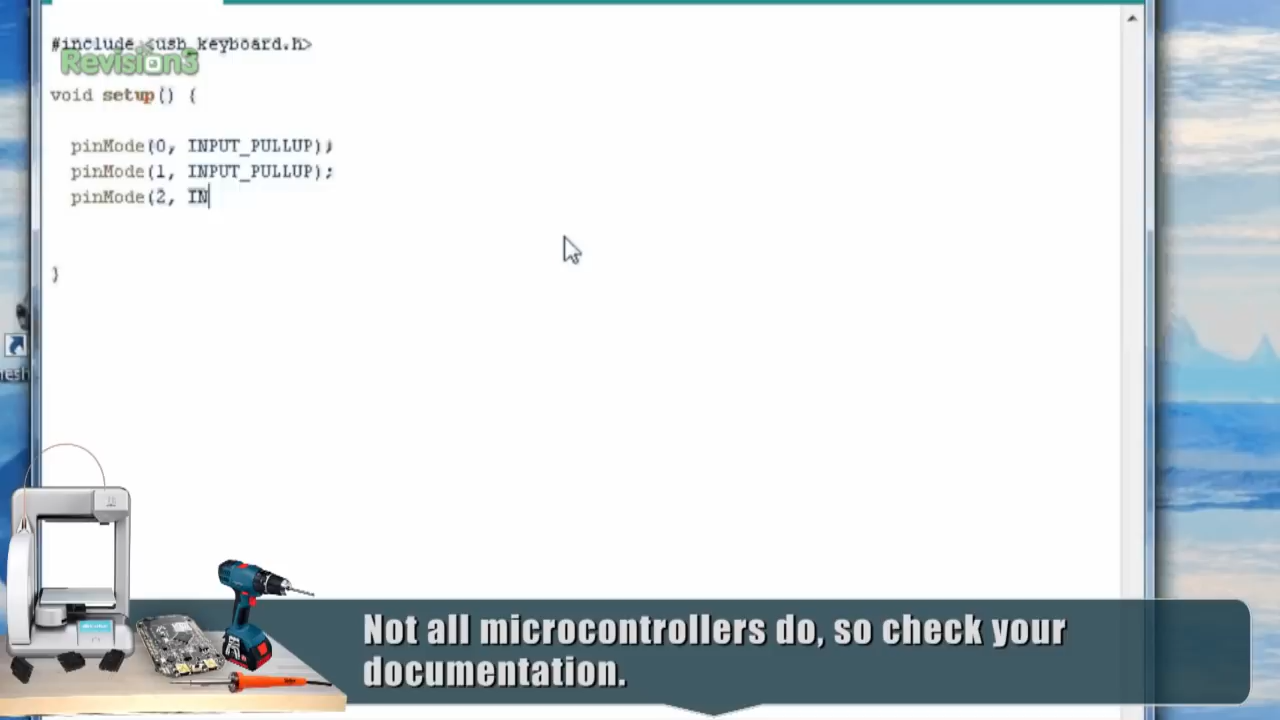 #include <usb_keyboard.h>
Revision3
void setup() {
pinMode(0, INPUT_PULLUP);
pinMode(1, INPUT_PULLUP);
pinMode(2, IN
}
Not all microcontrollers do, so check your
documentation.